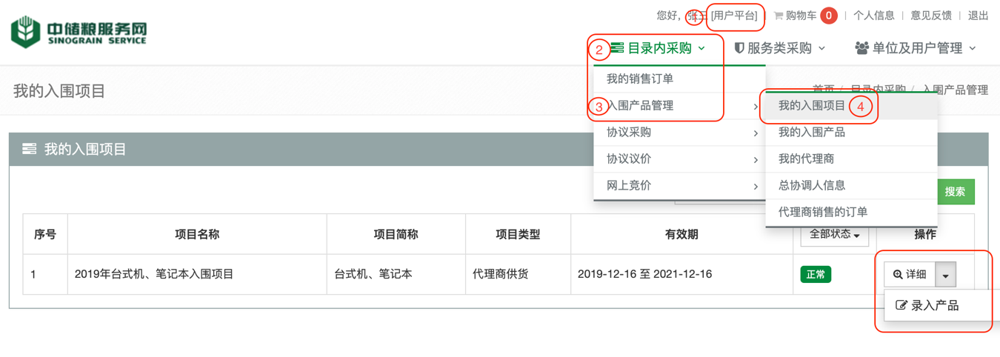 您好, 张三 [用户平台] | 购物车 0 | 个人信息 | 意见反馈 | 退出
1
中储粮服务网
SINOGRAIN SERVICE
2 目录内采购 服务类采购 单位及用户管理
我的销售订单
我的入围项目
首页 / 目录内采购 / 入围产品管理
3 入围产品管理
我的入围项目 4
协议采购
我的入围产品
我的入围项目
协议议价
我的代理商
网上竞价
总协调人信息
搜索
代理商销售的订单
序号 项目名称 项目简称 项目类型 有效期 全部状态 操作
1 2019年台式机、笔记本入围项目 台式机、笔记本 代理商供货 2019-12-16 至 2021-12-16 正常 详细
录入产品